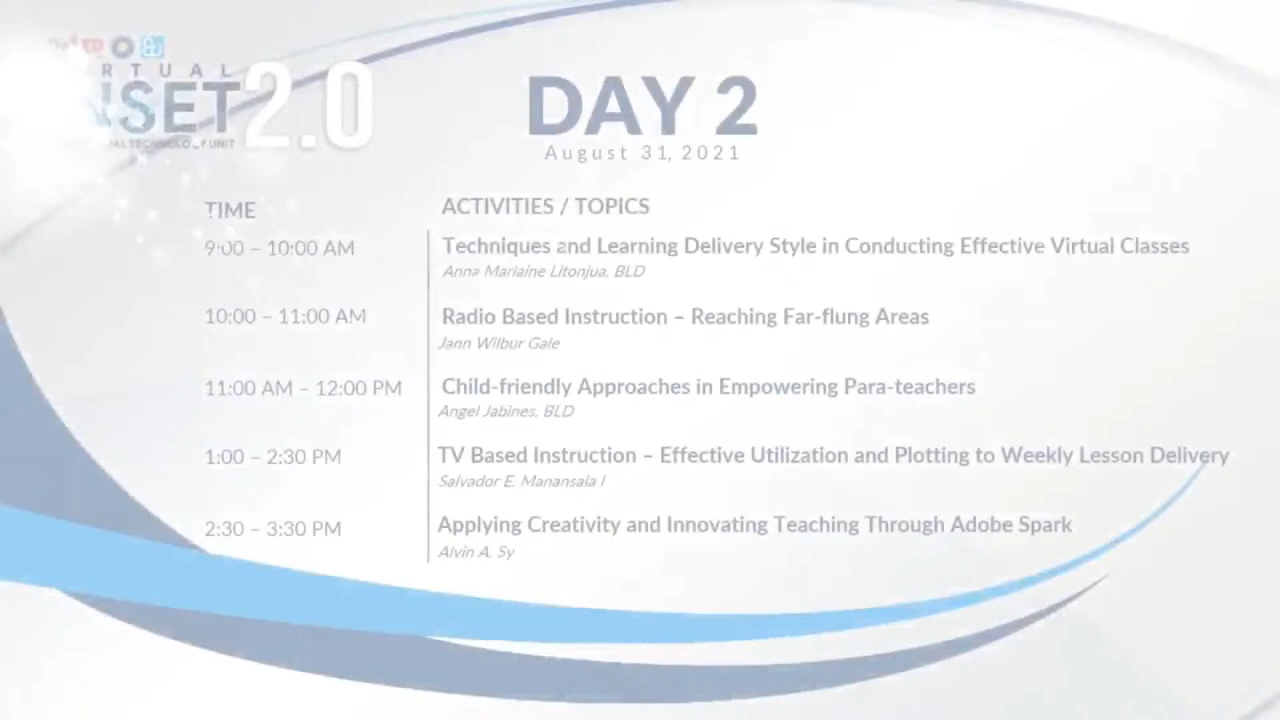 RTUAL
SET 2.0
TECHNOLOGY UNIT
DAY 2
August 31, 2021
TIME
ACTIVITIES / TOPICS
9:00 – 10:00 AM
Techniques and Learning Delivery Style in Conducting Effective Virtual Classes
Anna Marlaine Litonjua, BLD
10:00 – 11:00 AM
Radio Based Instruction – Reaching Far-flung Areas
Jann Wilbur Gale
11:00 AM – 12:00 PM
Child-friendly Approaches in Empowering Para-teachers
Angel Jabines, BLD
1:00 – 2:30 PM
TV Based Instruction – Effective Utilization and Plotting to Weekly Lesson Delivery
Salvador E. Manansala I
2:30 – 3:30 PM
Applying Creativity and Innovating Teaching Through Adobe Spark
Alvin A. Sy